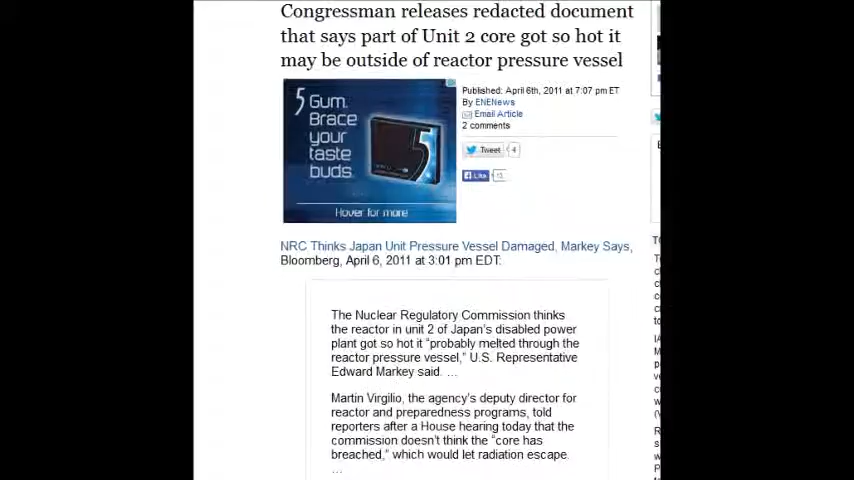 Congressman releases redacted document
that says part of Unit 2 core got so hot it
may be outside of reactor pressure vessel
5 Gum.
Brace
your
taste
buds.
5
Hover for more
Published: April 6th, 2011 at 7:07 pm ET
By ENENews
Email Article
2 comments
Tweet 4
Like
NRC Thinks Japan Unit Pressure Vessel Damaged, Markey Says,
Bloomberg, April 6, 2011 at 3:01 pm EDT:
The Nuclear Regulatory Commission thinks
the reactor in unit 2 of Japan's disabled power
plant got so hot it “probably melted through the
reactor pressure vessel,” U.S. Representative
Edward Markey said. …
Martin Virgilio, the agency's deputy director for
reactor and preparedness programs, told
reporters after a House hearing today that the
commission doesn't think the “core has
breached,” which would let radiation escape.
…